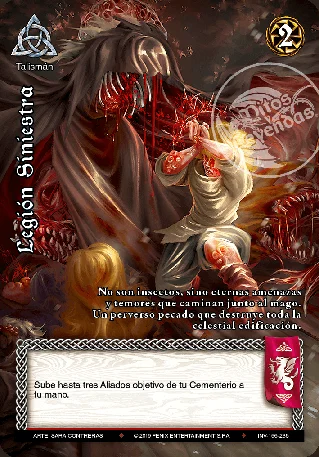 2
Talismán
Mitos
Leyendas
Legión Siniestra
No son insectos, sino eternas amenazas
y temores que caminan junto al mago.
Un perverso pecado que destruye toda la
celestial edificación.
Sube hasta tres Aliados objetivo de tu Cementerio a
tu mano.
ARTE: SARA CONTRERAS
© 2019 FENIX ENTERTAINMENT S.P.A